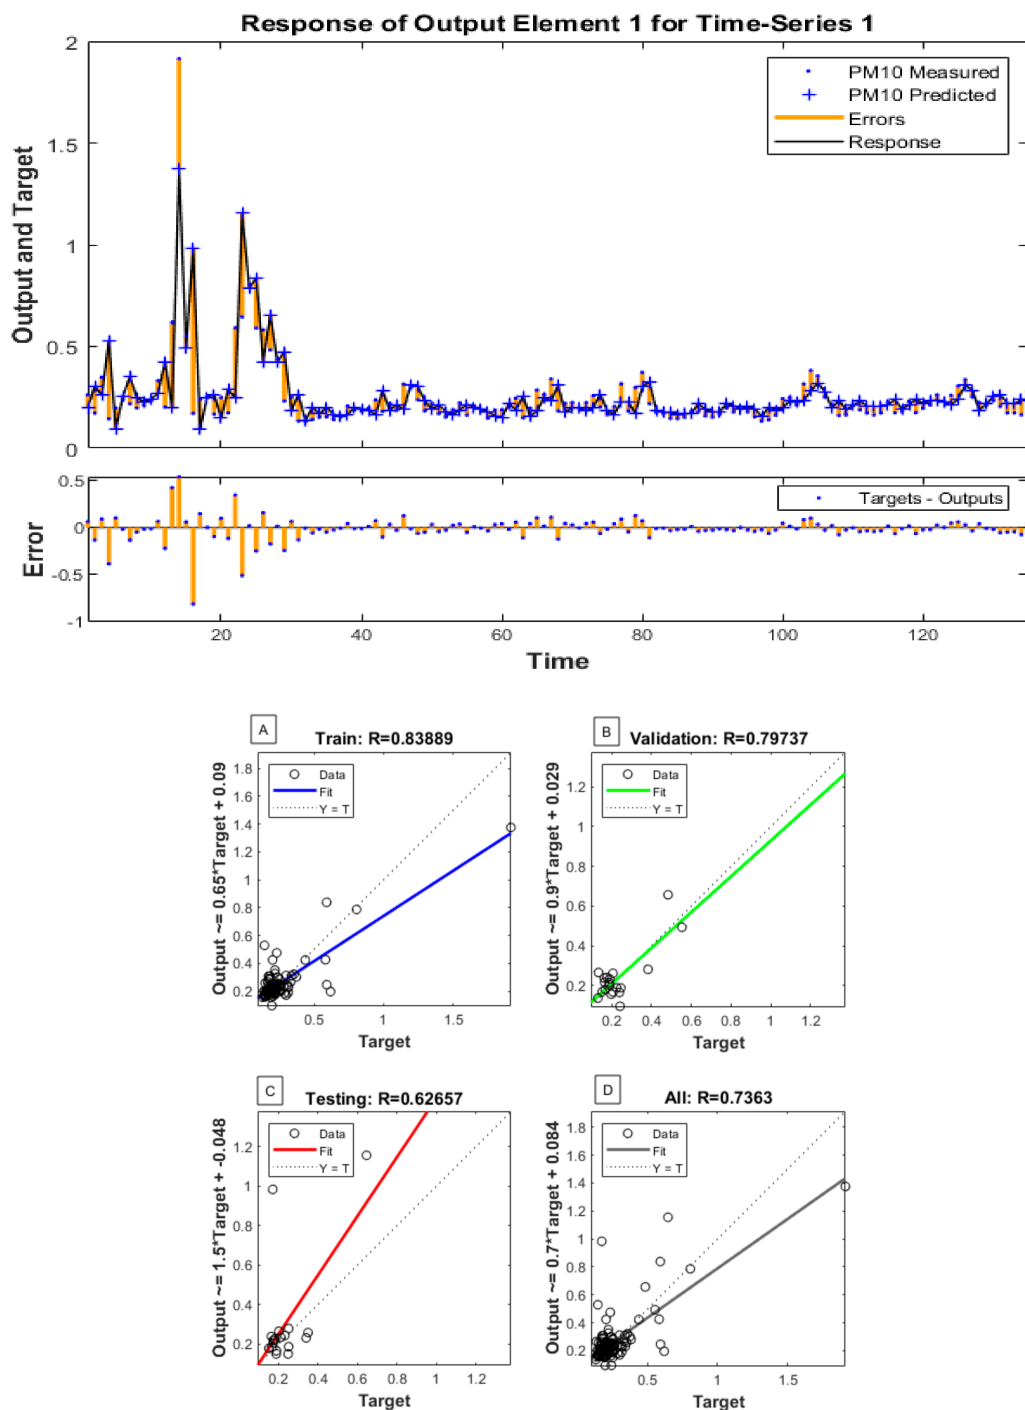 Response of Output Element 1 for Time-Series 1
2
1.5
1
0.5
0
Output and Target
PM10 Measured
PM10 Predicted
Errors
Response
0.5
0
-0.5
-1
Error
Targets - Outputs
20
40
60
80
100
120
Time
A
Train: R=0.83889
Output ~= 0.65*Target + 0.09
1.8
1.6
1.4
1.2
1
0.8
0.6
0.4
0.2
Data
Fit
Y = T
0.5
1
1.5
Target
B
Validation: R=0.79737
Output ~= 0.9*Target + 0.029
1.2
1
0.8
0.6
0.4
0.2
Data
Fit
Y = T
0.2
0.4
0.6
0.8
1
1.2
Target
C
Testing: R=0.62657
Output ~= 1.5*Target + -0.048
1.2
1
0.8
0.6
0.4
0.2
Data
Fit
Y = T
0.2
0.4
0.6
0.8
1
1.2
Target
D
All: R=0.7363
Output ~= 0.7*Target + 0.084
1.8
1.6
1.4
1.2
1
0.8
0.6
0.4
0.2
Data
Fit
Y = T
0.5
1
1.5
Target